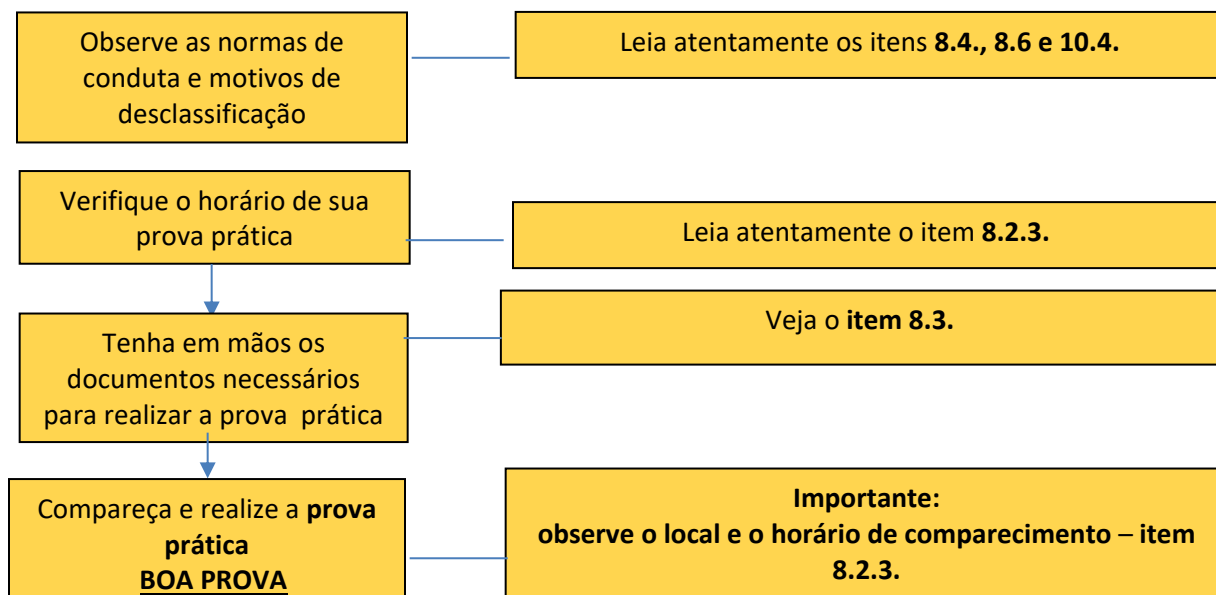 Observe as normas de
conduta e motivos de
desclassificação
Leia atentamente os itens 8.4., 8.6 e 10.4.
Verifique o horário de sua
prova prática
Leia atentamente o item 8.2.3.
Tenha em mãos os
documentos necessários
para realizar a prova prática
Veja o item 8.3.
Compareça e realize a prova
prática
BOA PROVA
Importante:
observe o local e o horário de comparecimento – item
8.2.3.